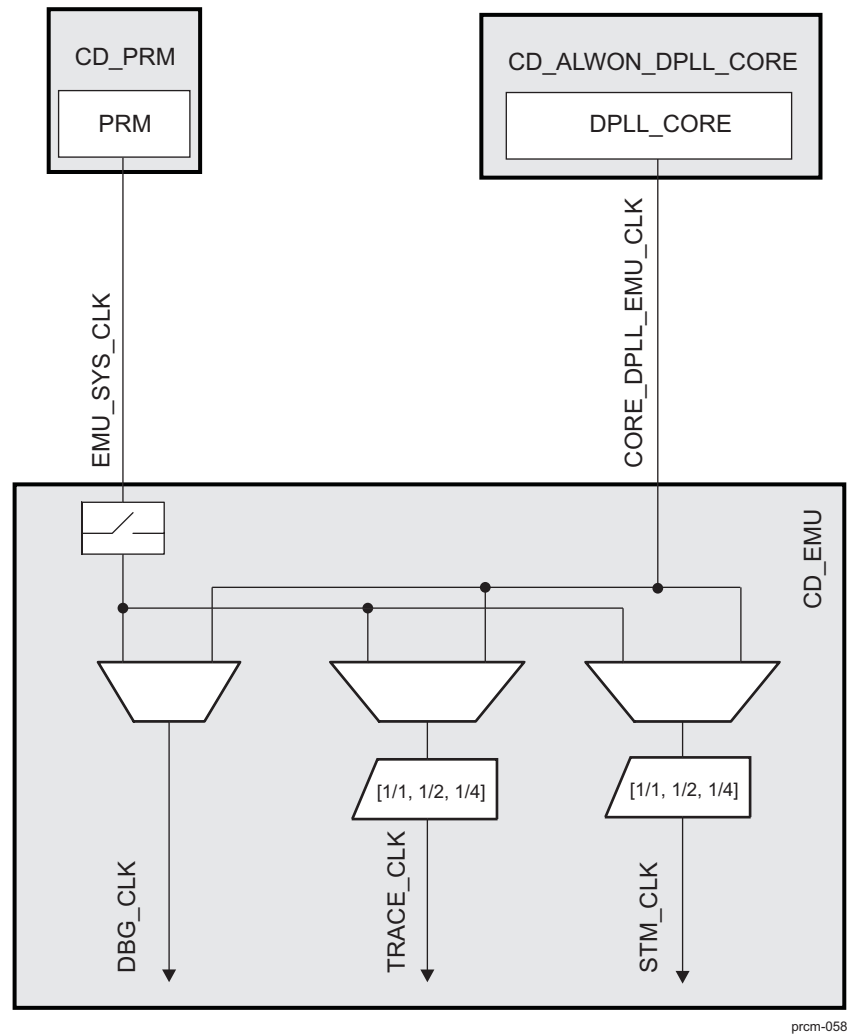 CD_PRM
PRM
CD_ALWON_DPLL_CORE
DPLL_CORE
EMU_SYS_CLK
CORE_DPLL_EMU_CLK
CD_EMU
[1/1, 1/2, 1/4]
[1/1, 1/2, 1/4]
DBG_CLK
TRACE_CLK
STM_CLK
prcm-058